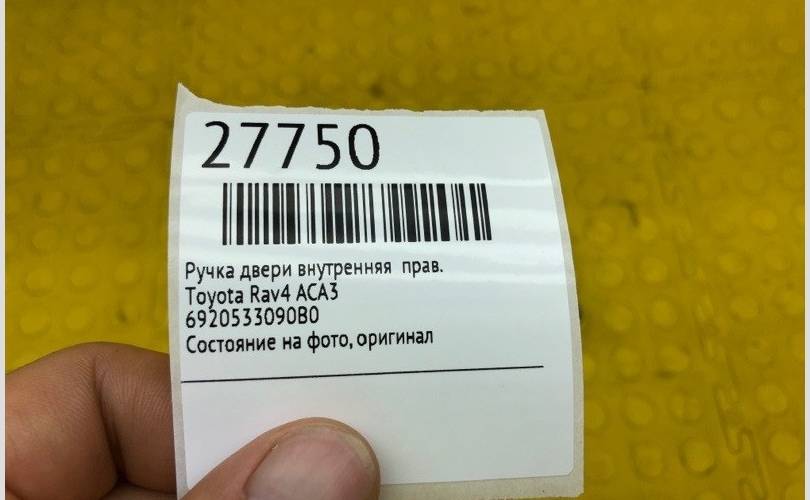 27750
Ручка двери внутренняя прав.
Toyota Rav4 ACA3
6920533090B0
Состояние на фото, оригинал